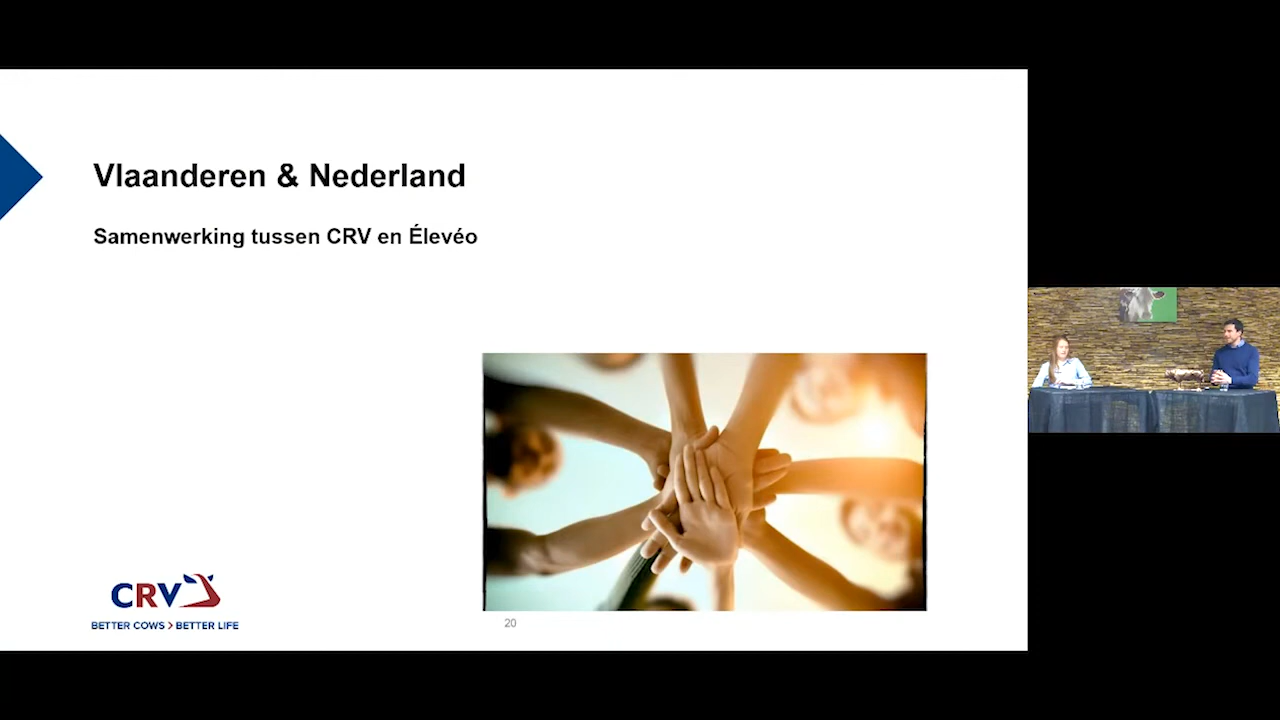 Vlaanderen & Nederland
Samenwerking tussen CRV en Élevéo
CRV
BETTER COWS > BETTER LIFE
20